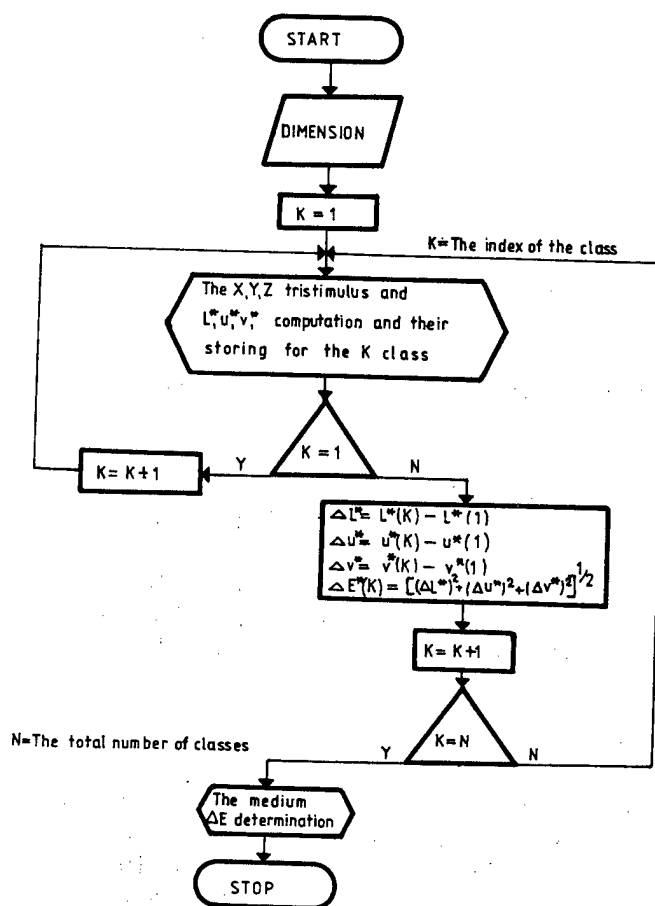 START
DIMENSION
K = 1
K=The index of the class
The X,Y,Z tristimulus and
L*,u*,v* computation and their
storing for the K class
K = 1
Y
N
K= K+1
ΔL*= L*(K) – L*(1)
Δu*= u*(K) – u*(1)
Δv*= v*(K) – v*(1)
ΔE*(K) = [(ΔL*)²+(Δu*)²+(Δv*)²]1/2
K= K+1
N=The total number of classes
K=N
Y
N
The medium
ΔE determination
STOP